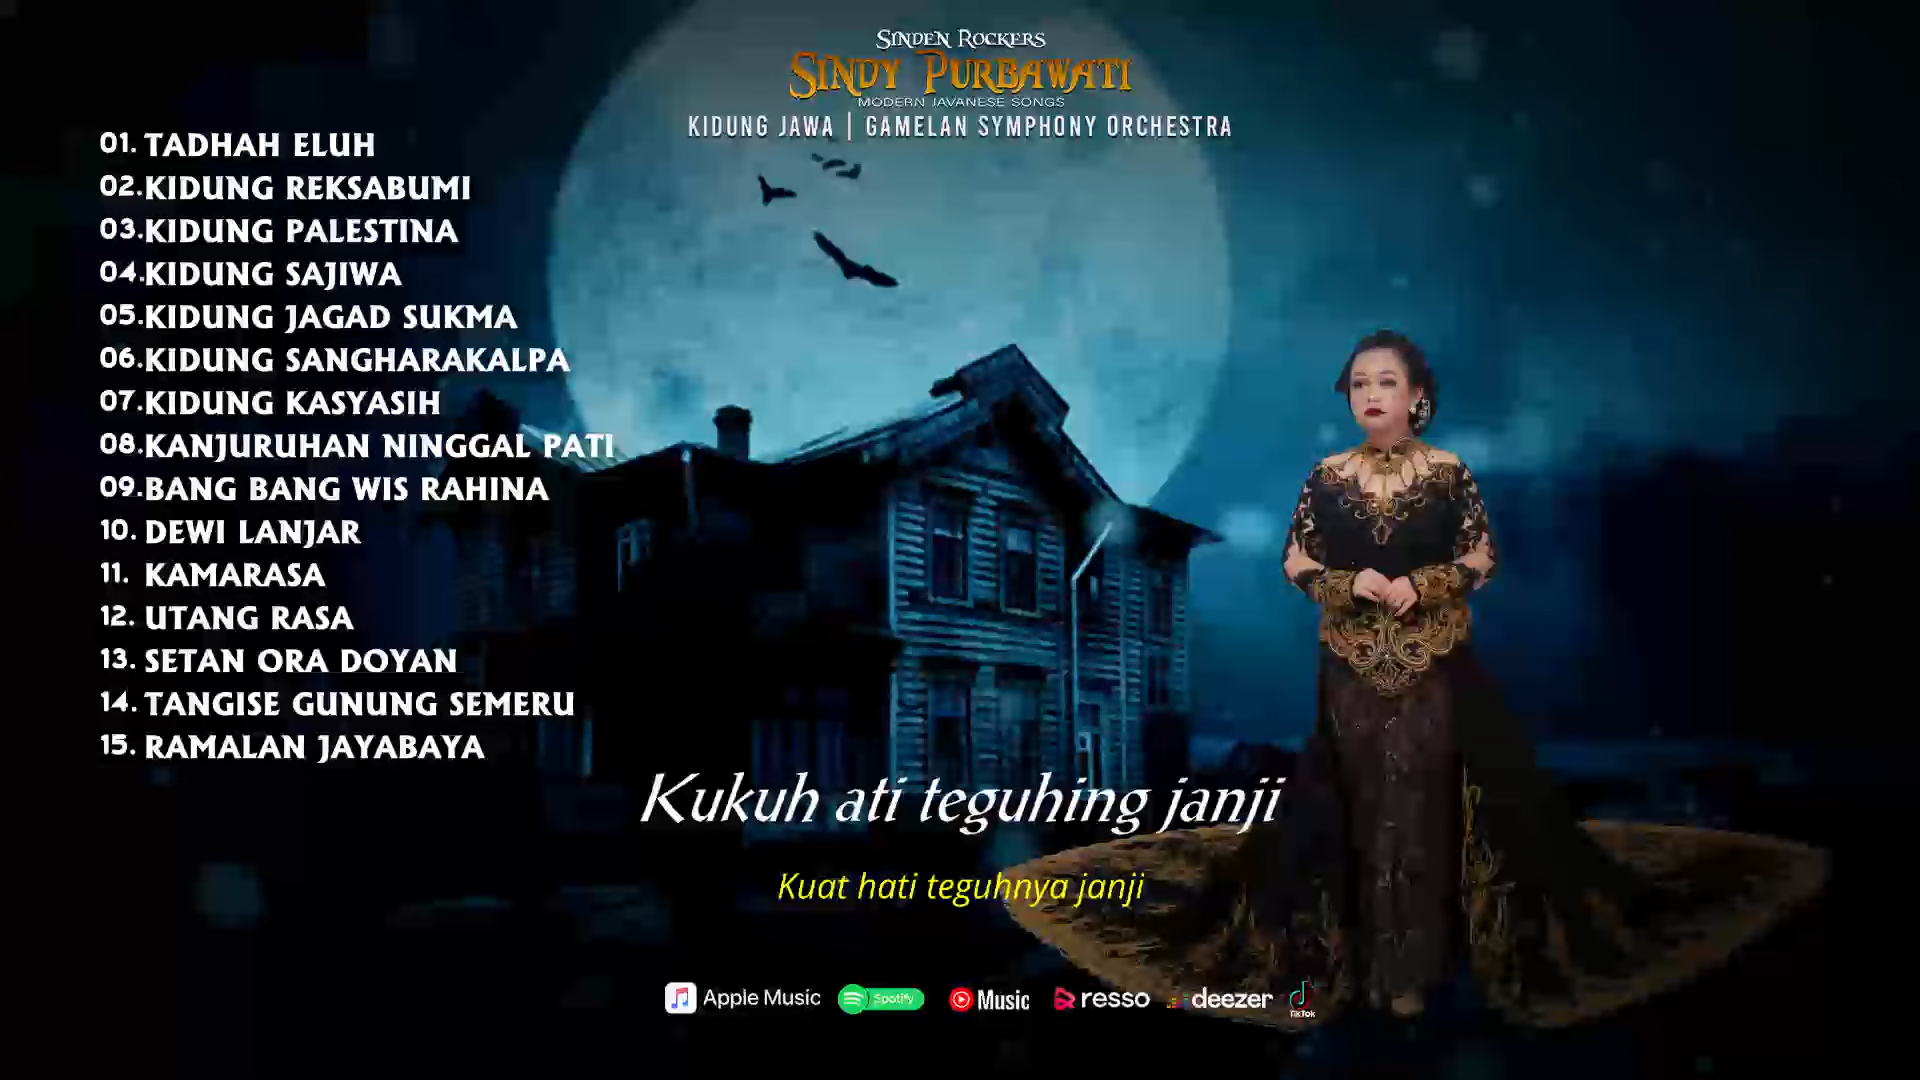 SINDEN ROCKERS
SINDY PURBAWATI
MODERN JAVANESE SONGS
KIDUNG JAWA | GAMELAN SYMPHONY ORCHESTRA
01. TADHAH ELUH
02. KIDUNG REKSABUMI
03. KIDUNG PALESTINA
04. KIDUNG SAJIWA
05. KIDUNG JAGAD SUKMA
06. KIDUNG SANGHARAKALPA
07. KIDUNG KASYASIH
08. KANJURUHAN NINGGAL PATI
09. BANG BANG WIS RAHINA
10. DEWI LANJAR
11. KAMARASA
12. UTANG RASA
13. SETAN ORA DOYAN
14. TANGISE GUNUNG SEMERU
15. RAMALAN JAYABAYA
Kukuh ati teguhing janji
Kuat hati teguhnya janji
Apple Music Spotify Music resso deezer TikTok